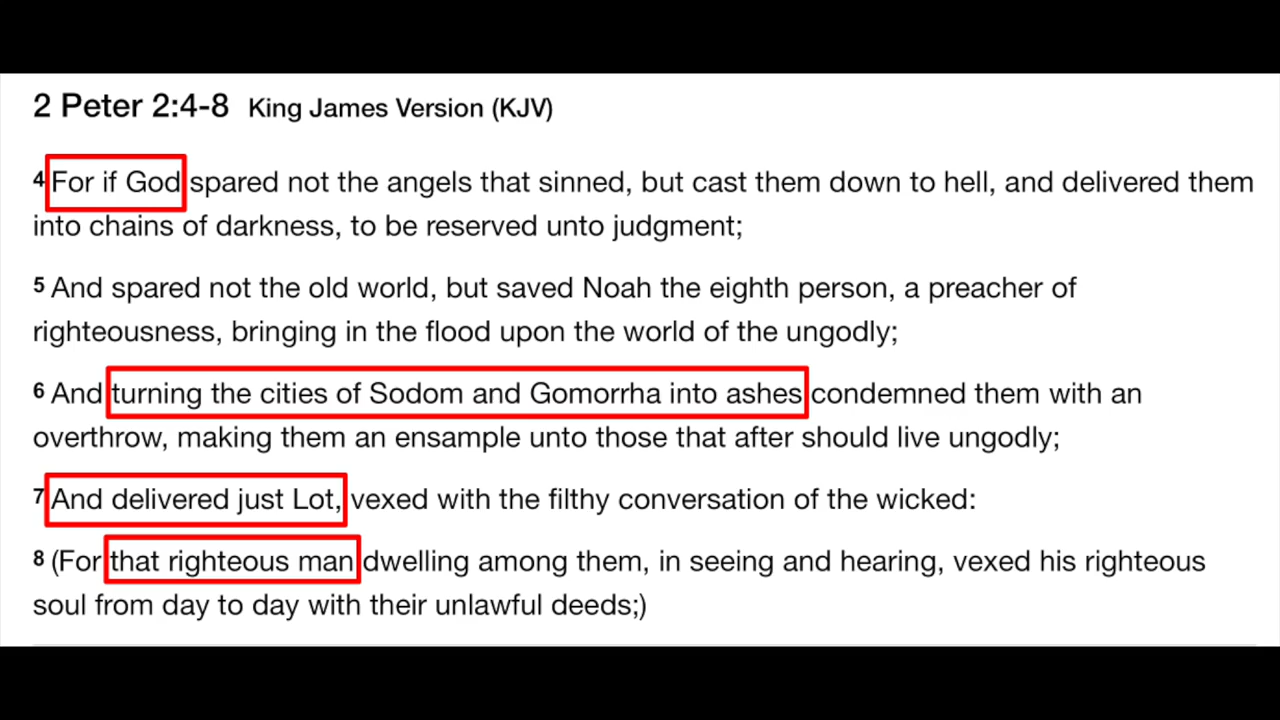 2 Peter 2:4-8 King James Version (KJV)
4 For if God spared not the angels that sinned, but cast them down to hell, and delivered them
into chains of darkness, to be reserved unto judgment;
5 And spared not the old world, but saved Noah the eighth person, a preacher of
righteousness, bringing in the flood upon the world of the ungodly;
6 And turning the cities of Sodom and Gomorrha into ashes condemned them with an
overthrow, making them an ensample unto those that after should live ungodly;
7 And delivered just Lot, vexed with the filthy conversation of the wicked:
8 (For that righteous man dwelling among them, in seeing and hearing, vexed his righteous
soul from day to day with their unlawful deeds;)